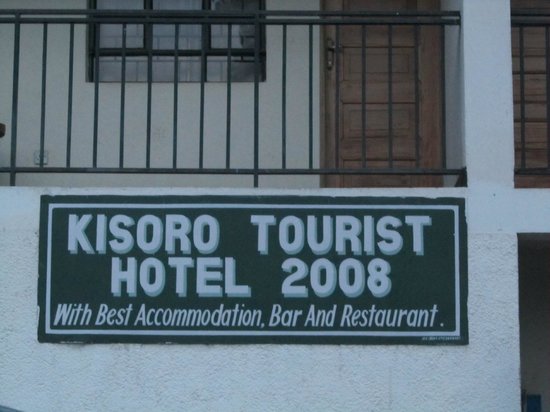 KISORO TOURIST
HOTEL 2008
With Best Accommodation, Bar And Restaurant.